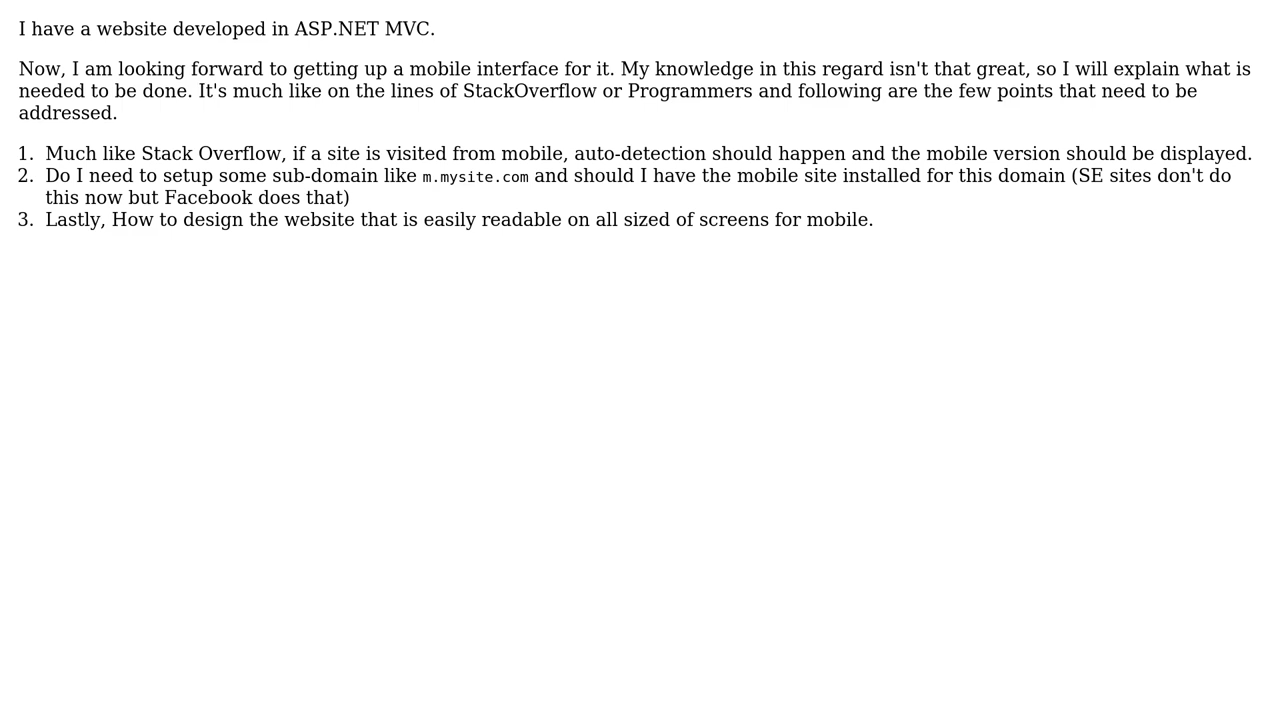 I have a website developed in ASP.NET MVC.
Now, I am looking forward to getting up a mobile interface for it. My knowledge in this regard isn't that great, so I will explain what is
needed to be done. It's much like on the lines of StackOverflow or Programmers and following are the few points that need to be
addressed.
1. Much like Stack Overflow, if a site is visited from mobile, auto-detection should happen and the mobile version should be displayed.
2. Do I need to setup some sub-domain like m.mysite.com and should I have the mobile site installed for this domain (SE sites don't do
this now but Facebook does that)
3. Lastly, How to design the website that is easily readable on all sized of screens for mobile.